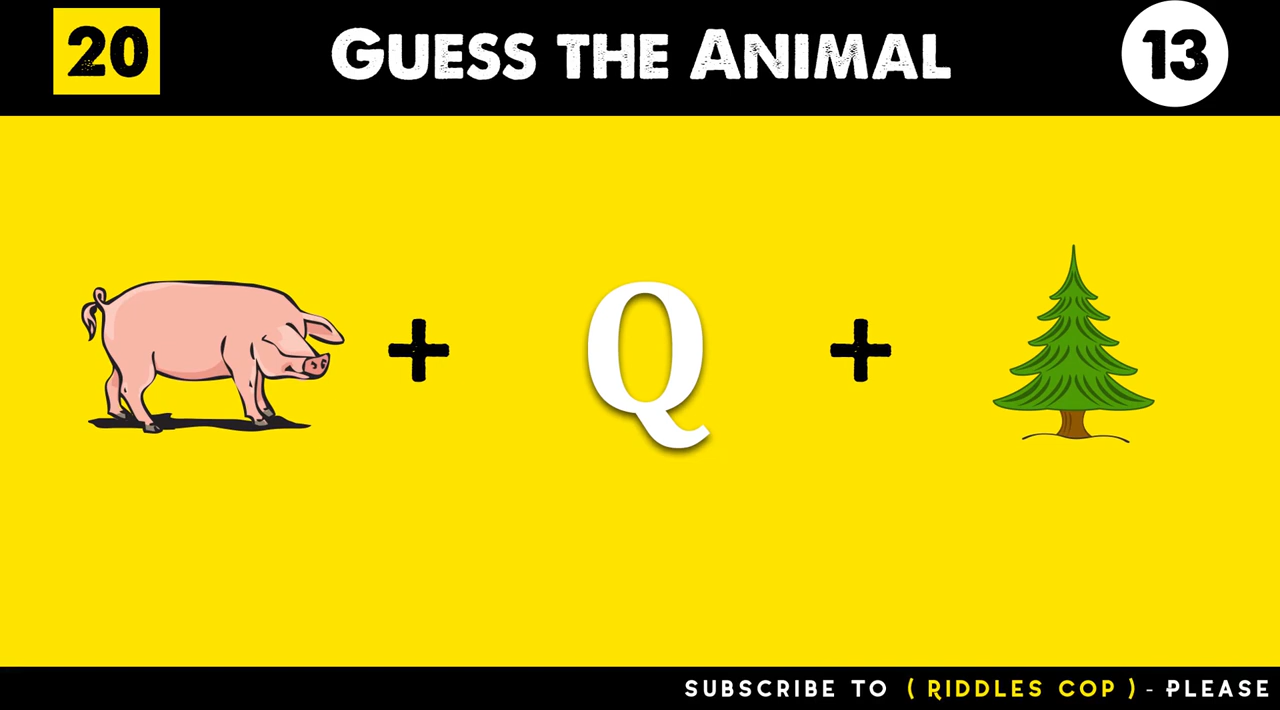 20
GUESS THE ANIMAL
13
Q
SUBSCRIBE TO ( RIDDLES COP ) - PLEASE